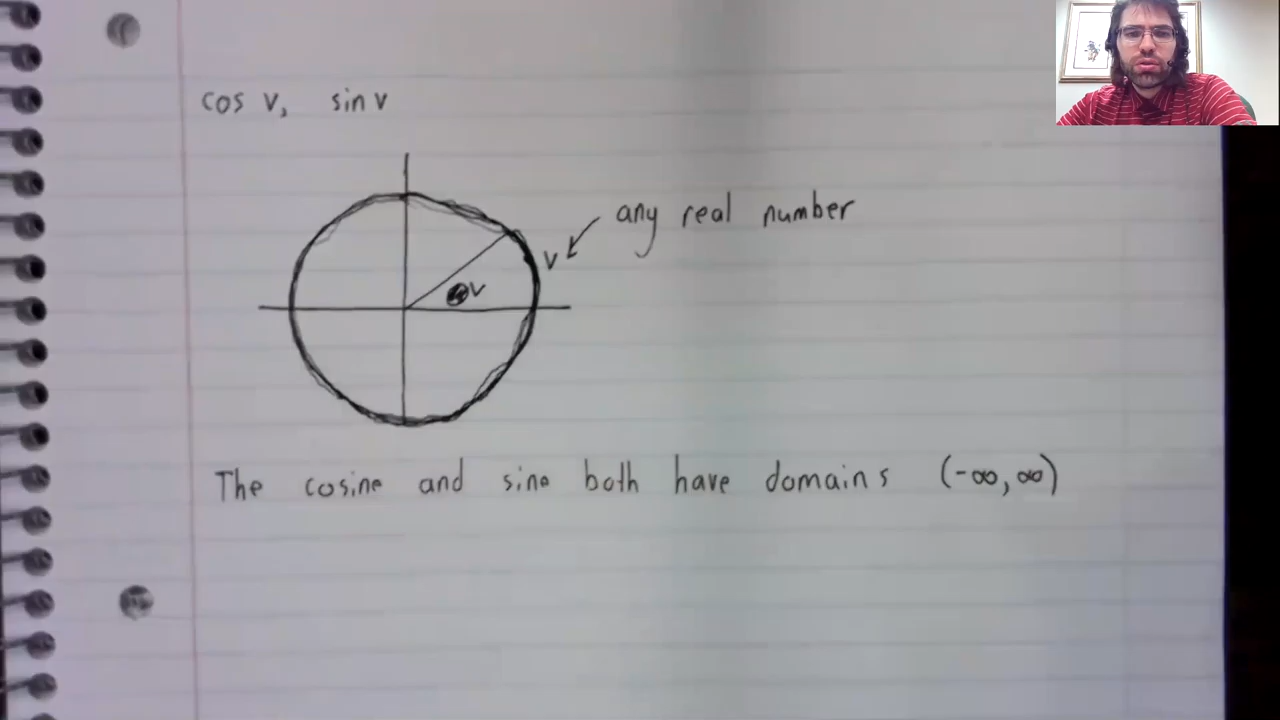 cos v, sin v
any real number
v
v
The cosine and sine both have domains (-∞, ∞)